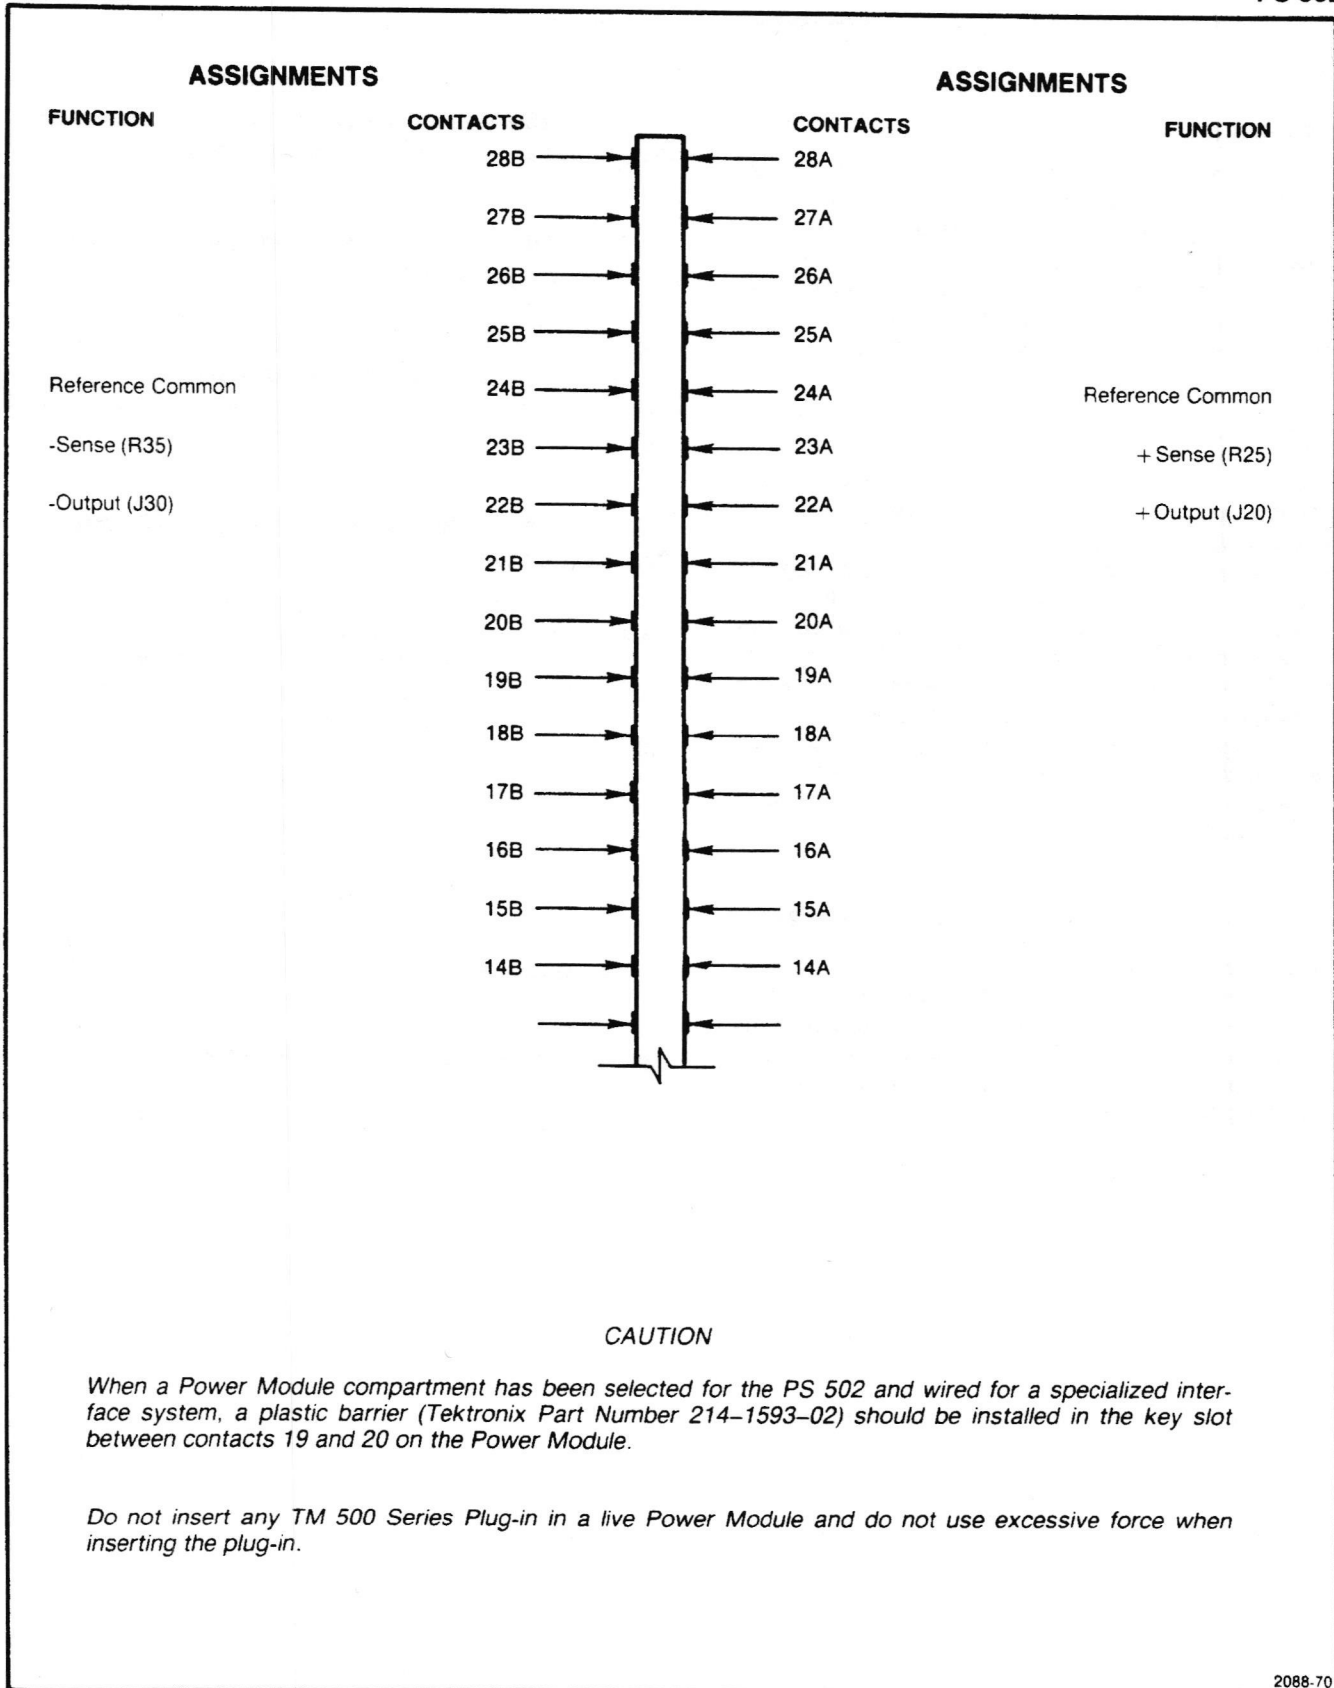 ASSIGNMENTS ASSIGNMENTS
FUNCTION CONTACTS CONTACTS FUNCTION
28B 28A
27B 27A
26B 26A
25B 25A
Reference Common 24B 24A Reference Common
-Sense (R35) 23B 23A + Sense (R25)
-Output (J30) 22B 22A + Output (J20)
21B 21A
20B 20A
19B 19A
18B 18A
17B 17A
16B 16A
15B 15A
14B 14A
CAUTION
When a Power Module compartment has been selected for the PS 502 and wired for a specialized inter-
face system, a plastic barrier (Tektronix Part Number 214–1593–02) should be installed in the key slot
between contacts 19 and 20 on the Power Module.
Do not insert any TM 500 Series Plug-in in a live Power Module and do not use excessive force when
inserting the plug-in.
2088-70